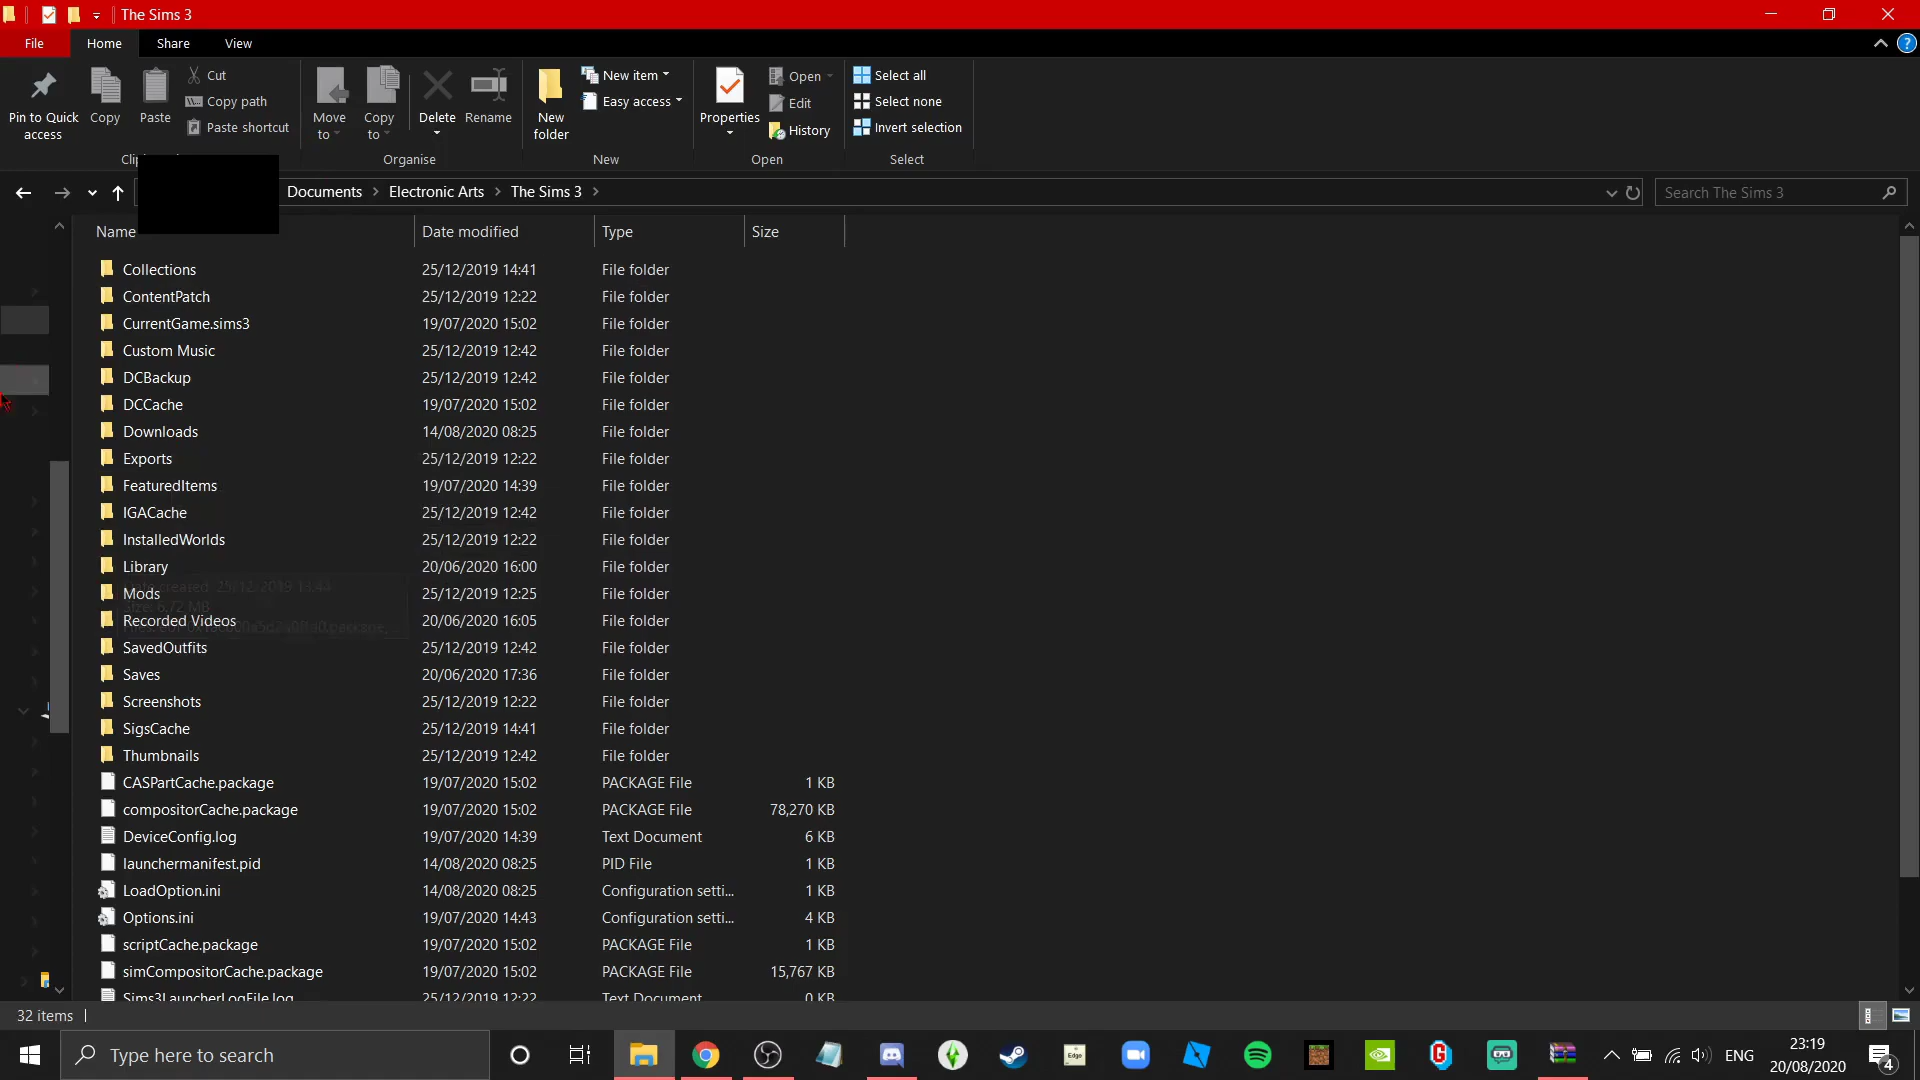 The Sims 3
File Home Share View
Pin to Quick access
Copy
Paste
Cut
Copy path
Paste shortcut
Move to
Copy to
Delete
Rename
New folder
New item
Easy access
Properties
Open
Edit
History
Select all
Select none
Invert selection
Organise New Open Select
Documents > Electronic Arts > The Sims 3 >
Search The Sims 3
Name Date modified Type Size
Collections 25/12/2019 14:41 File folder
ContentPatch 25/12/2019 12:22 File folder
CurrentGame.sims3 19/07/2020 15:02 File folder
Custom Music 25/12/2019 12:42 File folder
DCBackup 25/12/2019 12:42 File folder
DCCache 19/07/2020 15:02 File folder
Downloads 14/08/2020 08:25 File folder
Exports 25/12/2019 12:22 File folder
FeaturedItems 19/07/2020 14:39 File folder
IGACache 25/12/2019 12:42 File folder
InstalledWorlds 25/12/2019 12:22 File folder
Library 20/06/2020 16:00 File folder
Mods 25/12/2019 12:25 File folder
Recorded Videos 20/06/2020 16:05 File folder
SavedOutfits 25/12/2019 12:42 File folder
Saves 20/06/2020 17:36 File folder
Screenshots 25/12/2019 12:22 File folder
SigsCache 25/12/2019 14:41 File folder
Thumbnails 25/12/2019 12:42 File folder
CASPartCache.package 19/07/2020 15:02 PACKAGE File 1 KB
compositorCache.package 19/07/2020 15:02 PACKAGE File 78,270 KB
DeviceConfig.log 19/07/2020 14:39 Text Document 6 KB
launchermanifest.pid 14/08/2020 08:25 PID File 1 KB
LoadOption.ini 14/08/2020 08:25 Configuration setti... 1 KB
Options.ini 19/07/2020 14:43 Configuration setti... 4 KB
scriptCache.package 19/07/2020 15:02 PACKAGE File 1 KB
simCompositorCache.package 19/07/2020 15:02 PACKAGE File 15,767 KB
Sims3LauncherLogFile.log 25/12/2019 12:22 Text Document 0 KB
32 items
Type here to search
Edge
ENG
23:19
20/08/2020
4